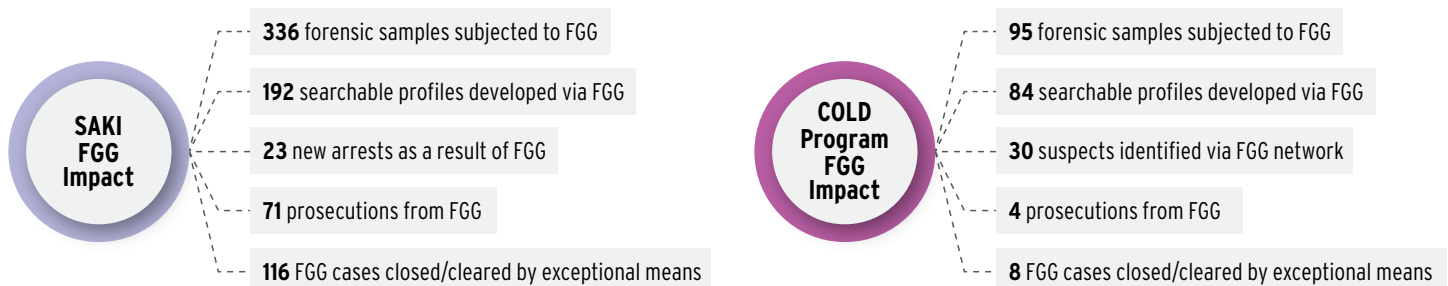 SAKI
FGG
Impact
336 forensic samples subjected to FGG
192 searchable profiles developed via FGG
23 new arrests as a result of FGG
71 prosecutions from FGG
116 FGG cases closed/cleared by exceptional means
COLD
Program
FGG
Impact
95 forensic samples subjected to FGG
84 searchable profiles developed via FGG
30 suspects identified via FGG network
4 prosecutions from FGG
8 FGG cases closed/cleared by exceptional means